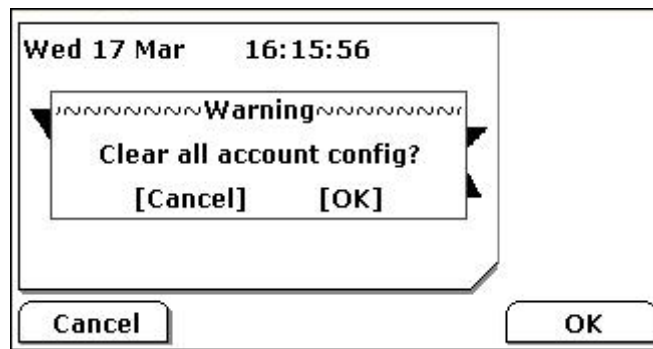 Wed 17 Mar 16:15:56
~~~~~~~~Warning~~~~~~~~
Clear all account config?
[Cancel] [OK]
Cancel OK